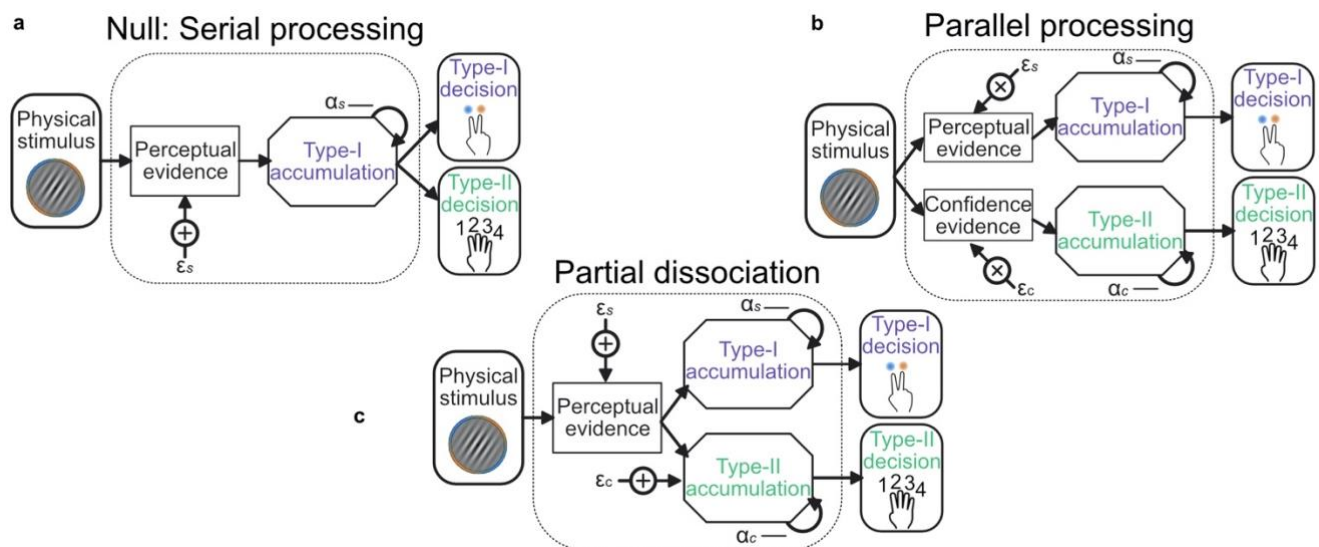 a
Null: Serial processing
Physical
stimulus
Perceptual
evidence
εs
αs
Type-I
accumulation
Type-I
decision
Type-II
decision
1234
b
Parallel processing
Physical
stimulus
εs
Perceptual
evidence
Confidence
evidence
εc
αs
Type-I
accumulation
Type-II
accumulation
αc
Type-I
decision
Type-II
decision
1234
Partial dissociation
c
Physical
stimulus
εs
Perceptual
evidence
εc
αs
Type-I
accumulation
Type-II
accumulation
αc
Type-I
decision
Type-II
decision
1234